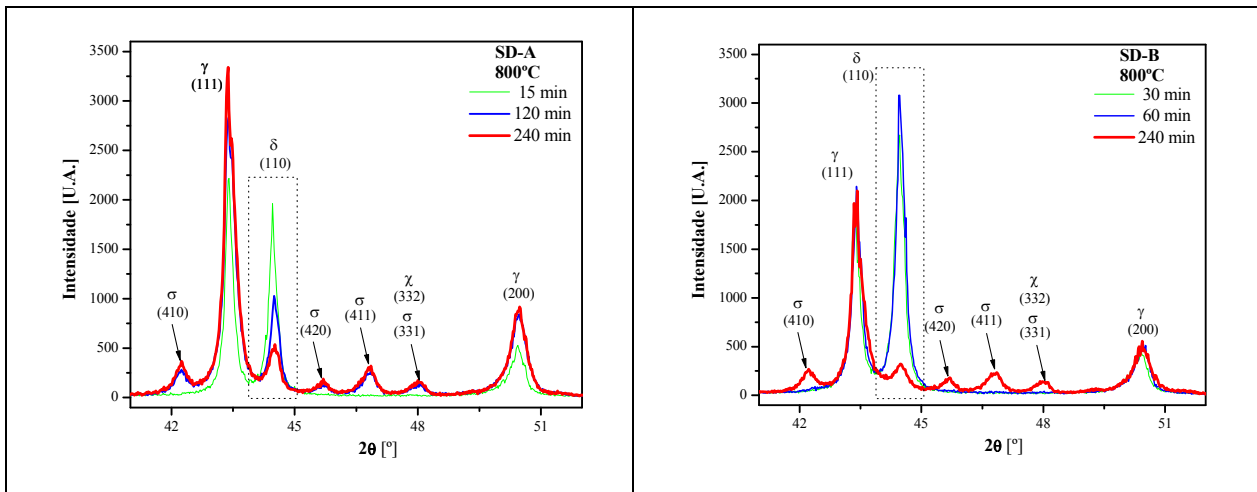 SD-A
800ºC
15 min
120 min
240 min
γ
(111)
δ
(110)
σ
(410)
σ
(420)
σ
(411)
χ
(332)
σ
(331)
γ
(200)
3500
3000
2500
2000
1500
1000
500
0
Intensidade [U.A.]
42
45
48
51
2θ [º]
SD-B
800ºC
30 min
60 min
240 min
δ
(110)
γ
(111)
σ
(410)
σ
(420)
σ
(411)
χ
(332)
σ
(331)
γ
(200)
3500
3000
2500
2000
1500
1000
500
0
Intensidade [U.A.]
42
45
48
51
2θ [º]